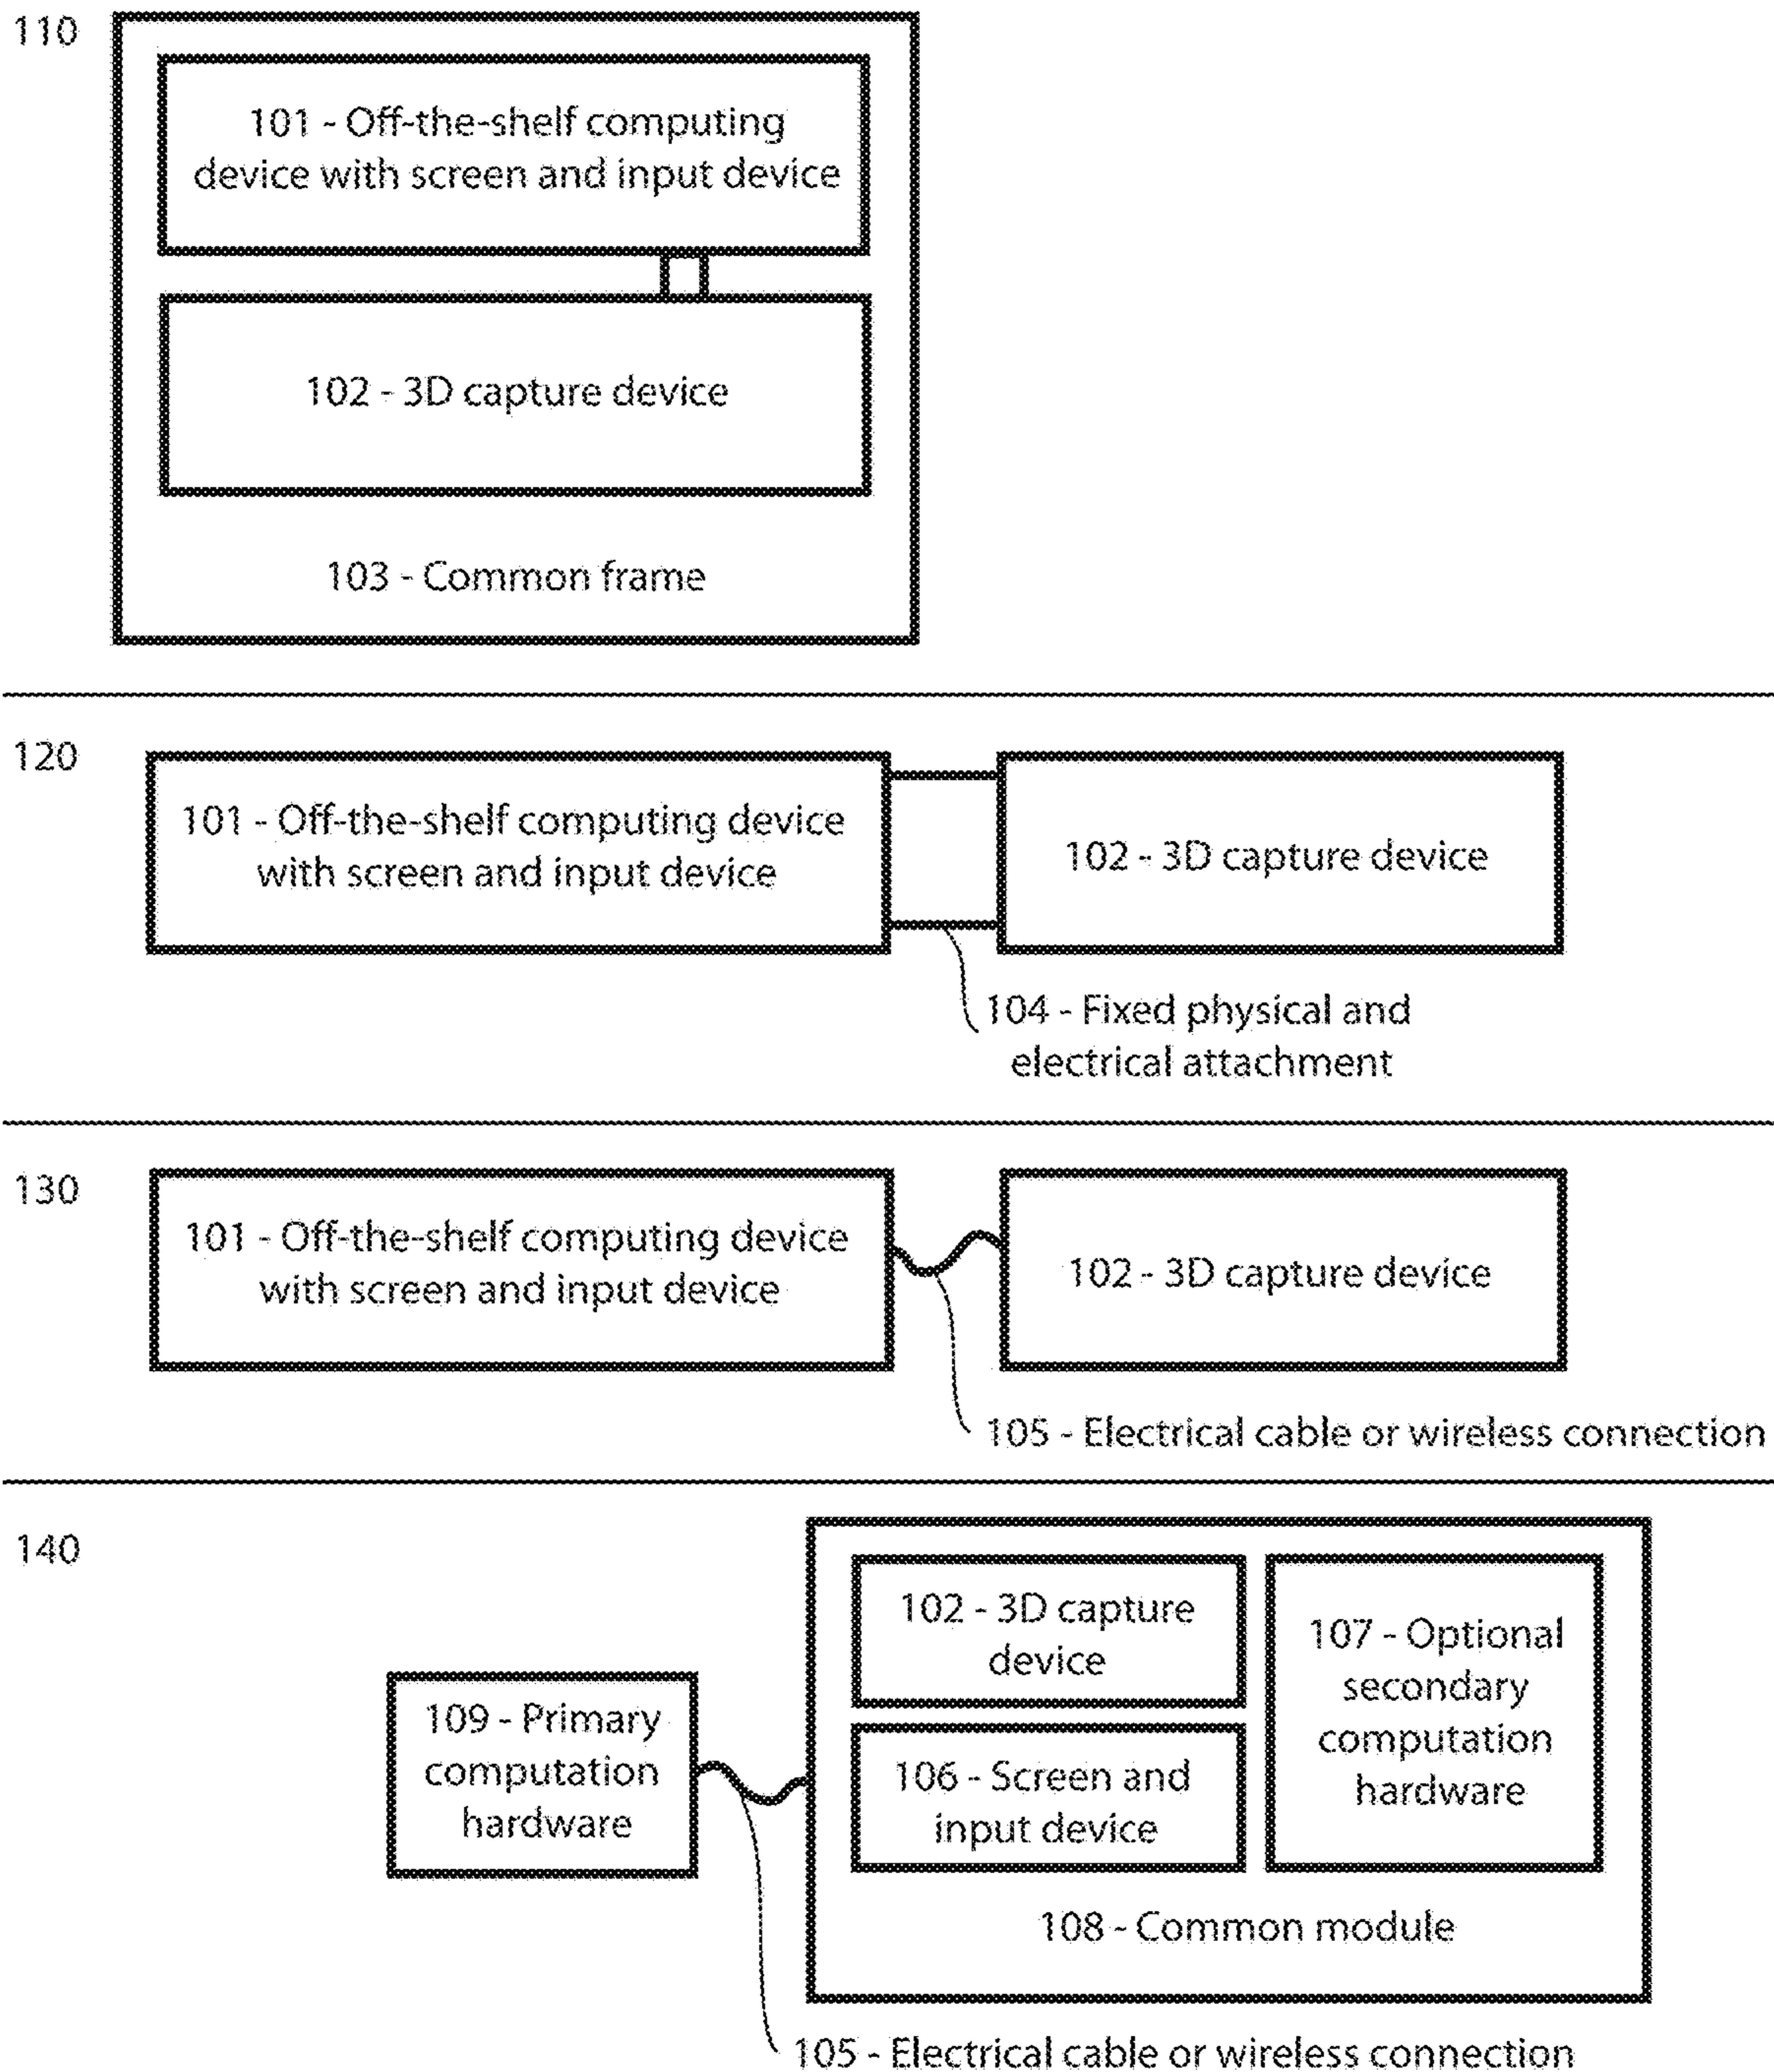 110
101 - Off-the-shelf computing
device with screen and input device
102 - 3D capture device
103 - Common frame
120
101 - Off-the-shelf computing device
with screen and input device
102 - 3D capture device
104 - Fixed physical and
electrical attachment
130
101 - Off-the-shelf computing device
with screen and input device
102 - 3D capture device
105 - Electrical cable or wireless connection
140
109 - Primary
computation
hardware
102 - 3D capture
device
106 - Screen and
input device
107 - Optional
secondary
computation
hardware
108 - Common module
105 - Electrical cable or wireless connection